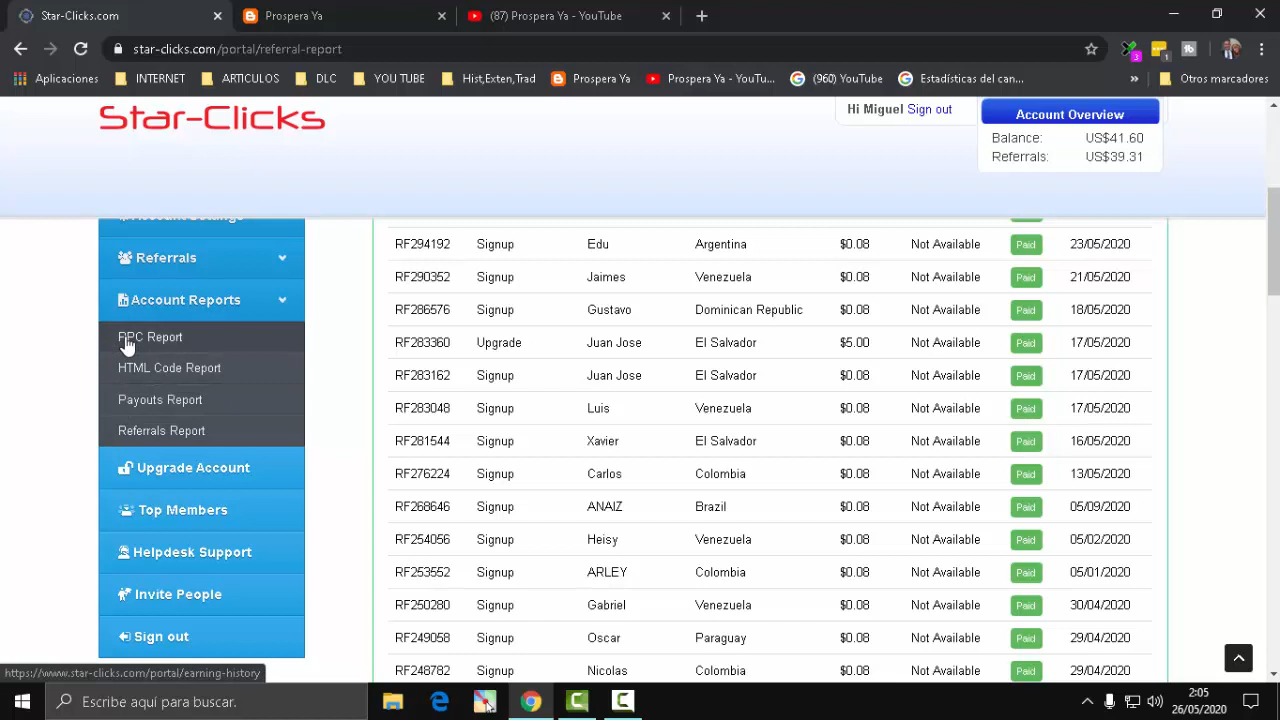 Star-Clicks.com
Prospera Ya
(87) Prospera Ya - YouTube
star-clicks.com/portal/referral-report
3
1
Aplicaciones
INTERNET
ARTICULOS
DLC
YOU TUBE
Hist,Exten,Trad
Prospera Ya
Prospera Ya - YouTu...
(960) YouTube
Estadísticas del can...
»
Otros marcadores
Star-Clicks
Hi Miguel Sign out
Account Overview
Balance: US$41.60
Referrals: US$39.31
Account Settings
Referrals
Account Reports
PPC Report
HTML Code Report
Payouts Report
Referrals Report
Upgrade Account
Top Members
Helpdesk Support
Invite People
Sign out
RF294192 Signup Edu Argentina $0.08 Not Available Paid 23/05/2020
RF290352 Signup Jaimes Venezuela $0.08 Not Available Paid 21/05/2020
RF286576 Signup Gustavo Dominican Republic $0.08 Not Available Paid 18/05/2020
RF283360 Upgrade Juan Jose El Salvador $5.00 Not Available Paid 17/05/2020
RF283162 Signup Juan Jose El Salvador $0.08 Not Available Paid 17/05/2020
RF283048 Signup Luis Venezuela $0.08 Not Available Paid 17/05/2020
RF281544 Signup Xavier El Salvador $0.08 Not Available Paid 16/05/2020
RF276224 Signup Carlos Colombia $0.08 Not Available Paid 13/05/2020
RF268646 Signup ANAIZ Brazil $0.08 Not Available Paid 05/09/2020
RF254056 Signup Heisy Venezuela $0.08 Not Available Paid 05/02/2020
RF253552 Signup ARLEY Colombia $0.08 Not Available Paid 05/01/2020
RF250280 Signup Gabriel Venezuela $0.08 Not Available Paid 30/04/2020
RF249058 Signup Oscar Paraguay $0.08 Not Available Paid 29/04/2020
RF248782 Signup Nicolas Colombia $0.08 Not Available Paid 29/04/2020
https://www.star-clicks.com/portal/earning-history
Escribe aquí para buscar.
2:05
26/05/2020